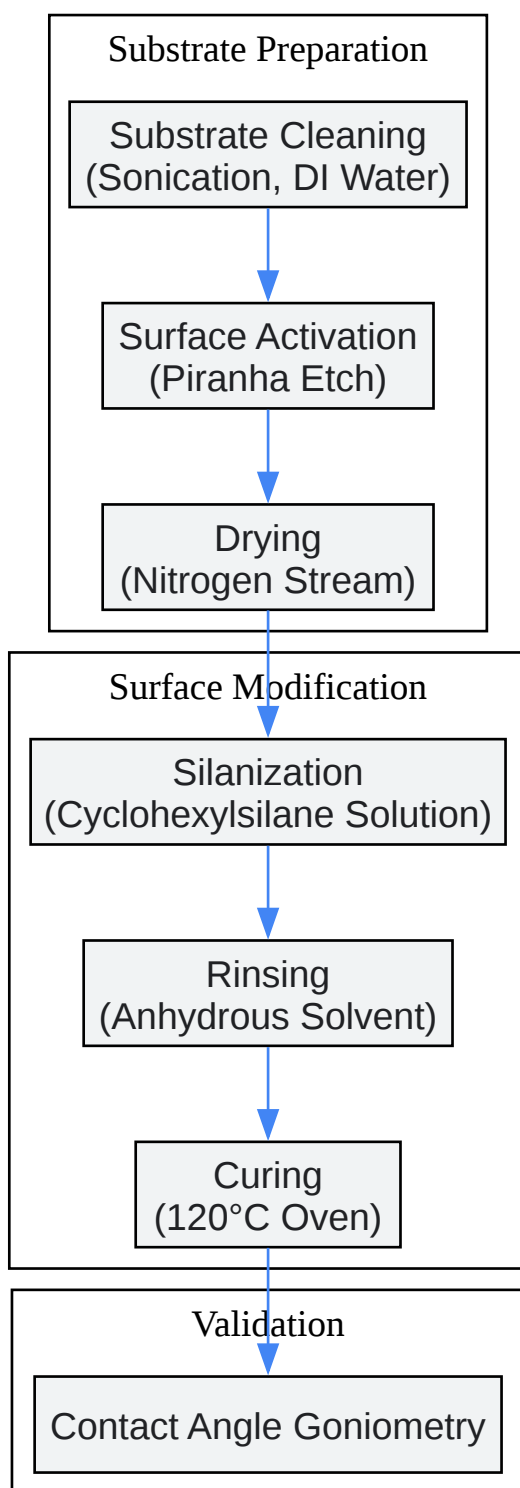 Substrate Preparation
Substrate Cleaning
(Sonication, DI Water)
Surface Activation
(Piranha Etch)
Drying
(Nitrogen Stream)
Surface Modification
Silanization
(Cyclohexylsilane Solution)
Rinsing
(Anhydrous Solvent)
Curing
(120°C Oven)
Validation
Contact Angle Goniometry